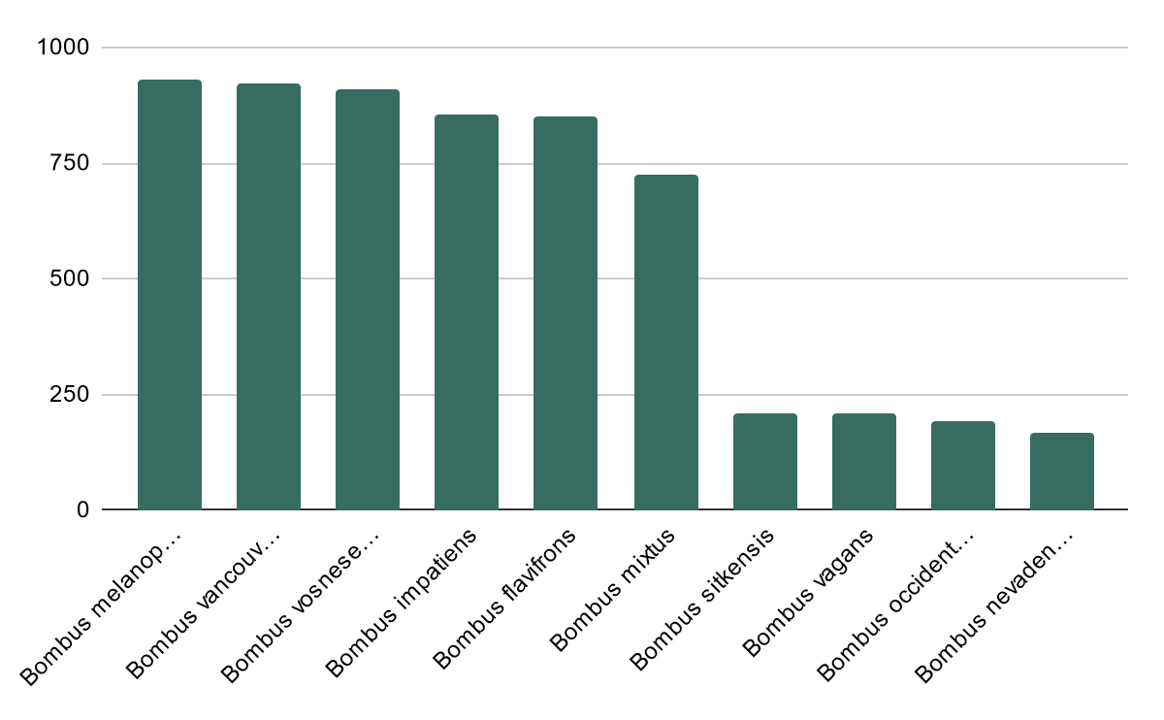 1000
750
500
250
0
Bombus melanop...
Bombus vancouv...
Bombus vosnese...
Bombus impatiens
Bombus flavifrons
Bombus mixtus
Bombus sitkensis
Bombus vagans
Bombus occident...
Bombus nevaden...